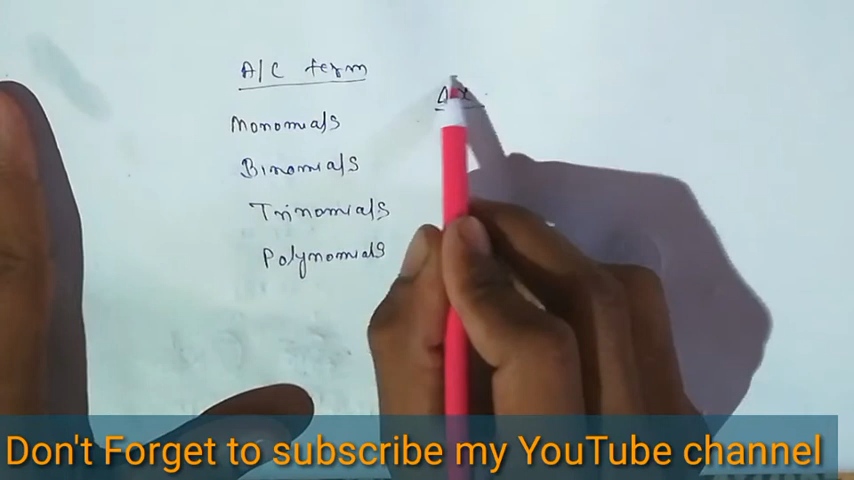 A/C term
Monomials
Binomials
Trinomials
Polynomials
Don't Forget to subscribe my YouTube channel